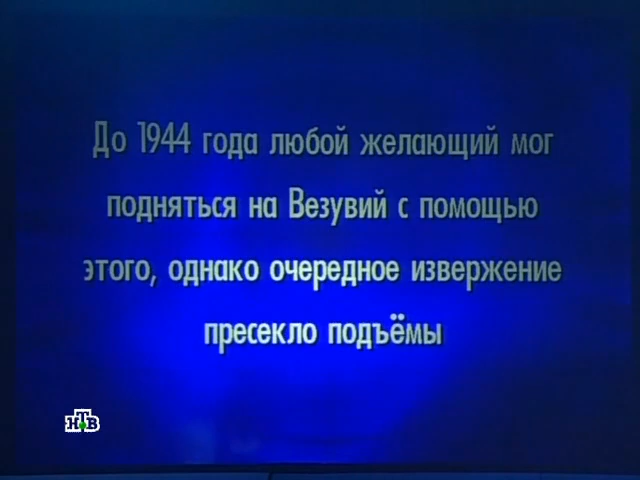 До 1944 года любой желающий мог
подняться на Везувий с помощью
этого, однако очередное извержение
пресекло подъёмы
НТВ